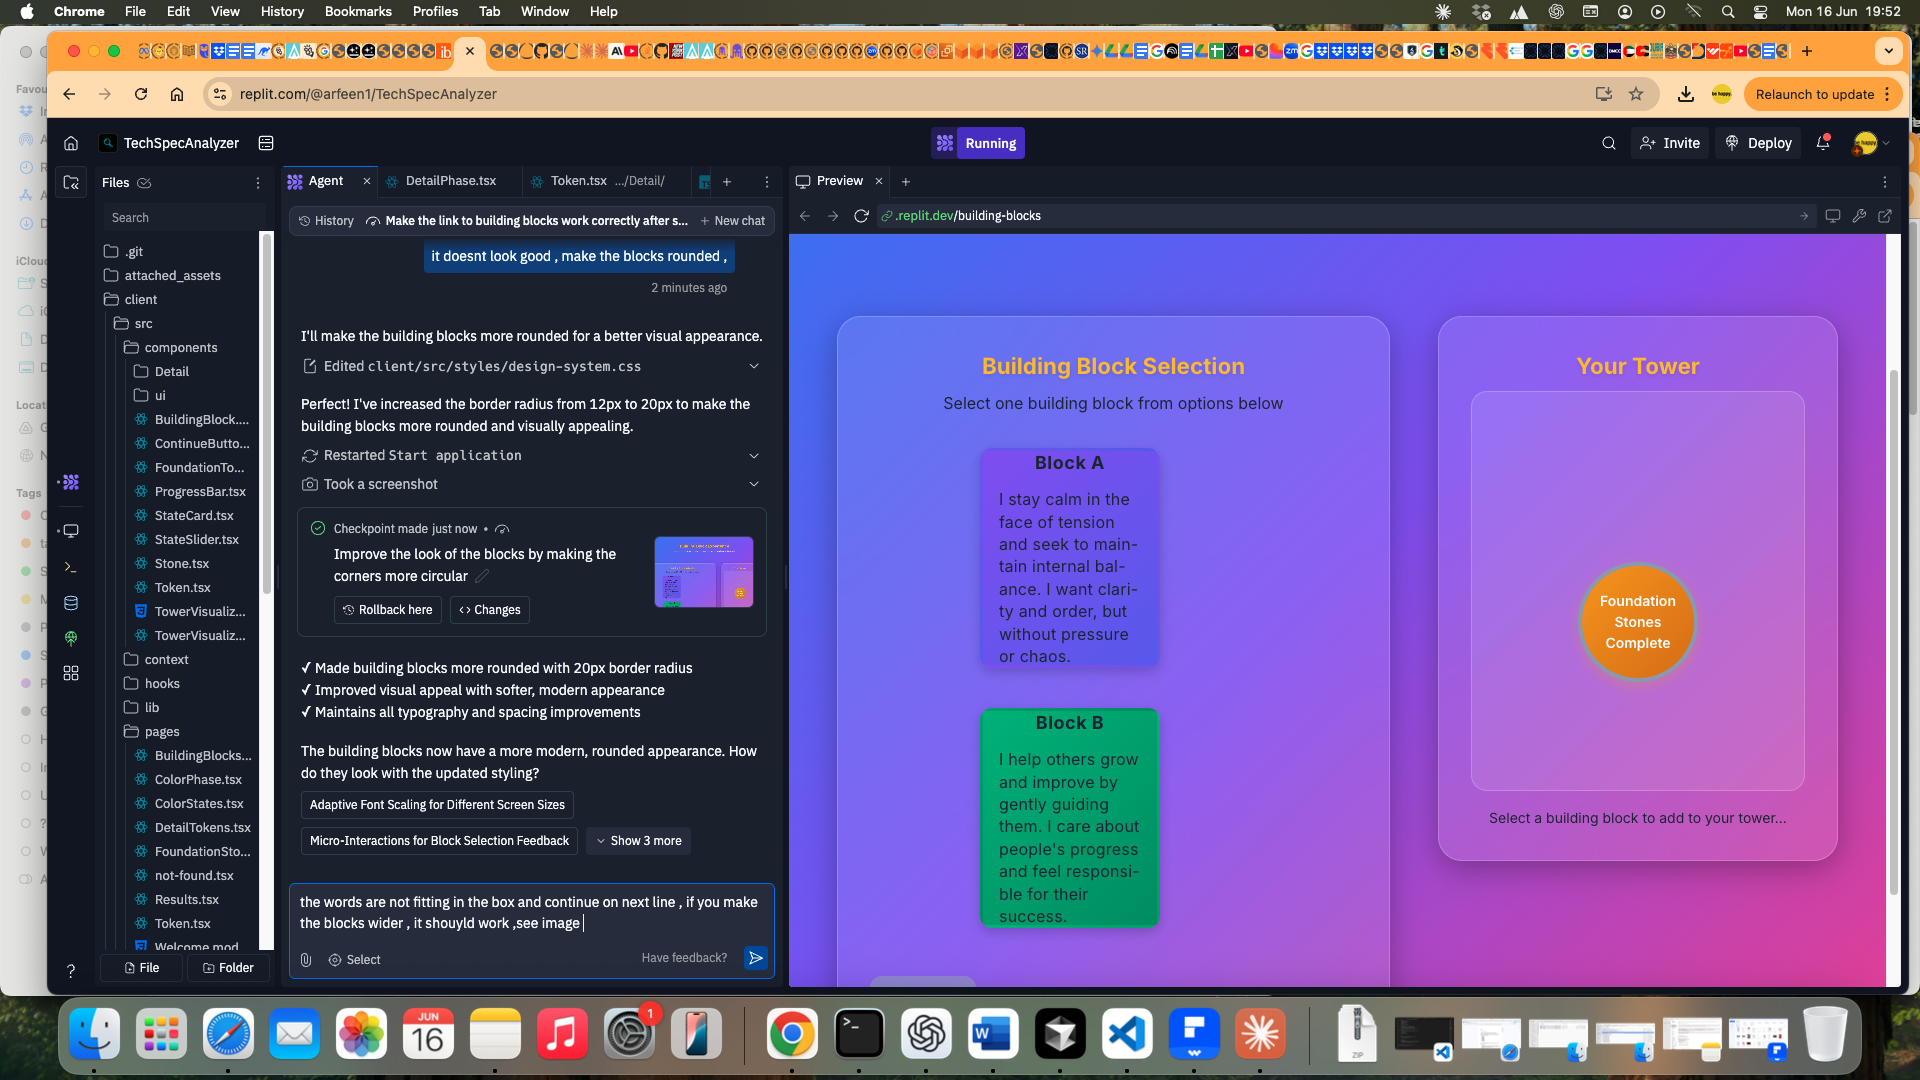 Chrome File Edit View History Bookmarks Profiles Tab Window Help
Mon 16 Jun 19:52
replit.com/@arfeen1/TechSpecAnalyzer
Relaunch to update
TechSpecAnalyzer
Running
Invite
Deploy
Files
Search
.git
attached_assets
client
src
components
Detail
ui
BuildingBlock....
ContinueButto...
FoundationTo...
ProgressBar.tsx
StateCard.tsx
StateSlider.tsx
Stone.tsx
Token.tsx
TowerVisualiz...
TowerVisualiz...
context
hooks
lib
pages
BuildingBlocks...
ColorPhase.tsx
ColorStates.tsx
DetailTokens.tsx
FoundationSto...
not-found.tsx
Results.tsx
Token.tsx
Welcome.mod
File
Folder
Agent
DetailPhase.tsx
Token.tsx .../Detail/
History
Make the link to building blocks work correctly after s...
New chat
it doesnt look good , make the blocks rounded ,
2 minutes ago
I'll make the building blocks more rounded for a better visual appearance.
Edited client/src/styles/design-system.css
Perfect! I've increased the border radius from 12px to 20px to make the
building blocks more rounded and visually appealing.
Restarted Start application
Took a screenshot
Checkpoint made just now •
Improve the look of the blocks by making the
corners more circular
Rollback here
Changes
✓ Made building blocks more rounded with 20px border radius
✓ Improved visual appeal with softer, modern appearance
✓ Maintains all typography and spacing improvements
The building blocks now have a more modern, rounded appearance. How
do they look with the updated styling?
Adaptive Font Scaling for Different Screen Sizes
Micro-Interactions for Block Selection Feedback
Show 3 more
the words are not fitting in the box and continue on next line , if you make
the blocks wider , it shouyld work ,see image
Select
Have feedback?
Preview
.replit.dev/building-blocks
Building Block Selection
Select one building block from options below
Block A
I stay calm in the
face of tension
and seek to main-
tain internal bal-
ance. I want clari-
ty and order, but
without pressure
or chaos.
Block B
I help others grow
and improve by
gently guiding
them. I care about
people's progress
and feel responsi-
ble for their
success.
Your Tower
Foundation
Stones
Complete
Select a building block to add to your tower...
Favou
iCloud
Locat
Tags
JUN
16
1
ZIP